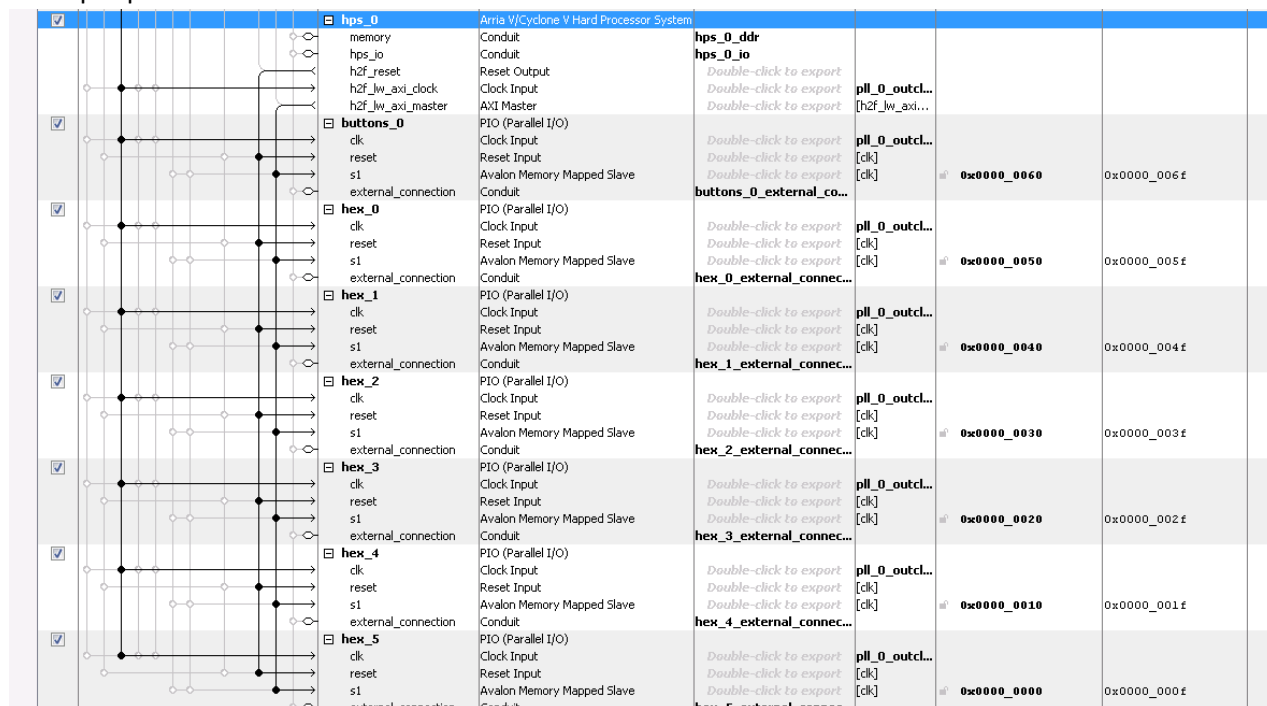 hps_0 Arria V/Cyclone V Hard Processor System
memory Conduit hps_0_ddr
hps_io Conduit hps_0_io
h2f_reset Reset Output Double-click to export
h2f_lw_axi_clock Clock Input Double-click to export pll_0_outcl...
h2f_lw_axi_master AXI Master Double-click to export [h2f_lw_axi...
buttons_0 PIO (Parallel I/O)
clk Clock Input Double-click to export pll_0_outcl...
reset Reset Input Double-click to export [clk]
s1 Avalon Memory Mapped Slave Double-click to export [clk] 0x0000_0060 0x0000_006f
external_connection Conduit buttons_0_external_co...
hex_0 PIO (Parallel I/O)
clk Clock Input Double-click to export pll_0_outcl...
reset Reset Input Double-click to export [clk]
s1 Avalon Memory Mapped Slave Double-click to export [clk] 0x0000_0050 0x0000_005f
external_connection Conduit hex_0_external_connec...
hex_1 PIO (Parallel I/O)
clk Clock Input Double-click to export pll_0_outcl...
reset Reset Input Double-click to export [clk]
s1 Avalon Memory Mapped Slave Double-click to export [clk] 0x0000_0040 0x0000_004f
external_connection Conduit hex_1_external_connec...
hex_2 PIO (Parallel I/O)
clk Clock Input Double-click to export pll_0_outcl...
reset Reset Input Double-click to export [clk]
s1 Avalon Memory Mapped Slave Double-click to export [clk] 0x0000_0030 0x0000_003f
external_connection Conduit hex_2_external_connec...
hex_3 PIO (Parallel I/O)
clk Clock Input Double-click to export pll_0_outcl...
reset Reset Input Double-click to export [clk]
s1 Avalon Memory Mapped Slave Double-click to export [clk] 0x0000_0020 0x0000_002f
external_connection Conduit hex_3_external_connec...
hex_4 PIO (Parallel I/O)
clk Clock Input Double-click to export pll_0_outcl...
reset Reset Input Double-click to export [clk]
s1 Avalon Memory Mapped Slave Double-click to export [clk] 0x0000_0010 0x0000_001f
external_connection Conduit hex_4_external_connec...
hex_5 PIO (Parallel I/O)
clk Clock Input Double-click to export pll_0_outcl...
reset Reset Input Double-click to export [clk]
s1 Avalon Memory Mapped Slave Double-click to export [clk] 0x0000_0000 0x0000_000f